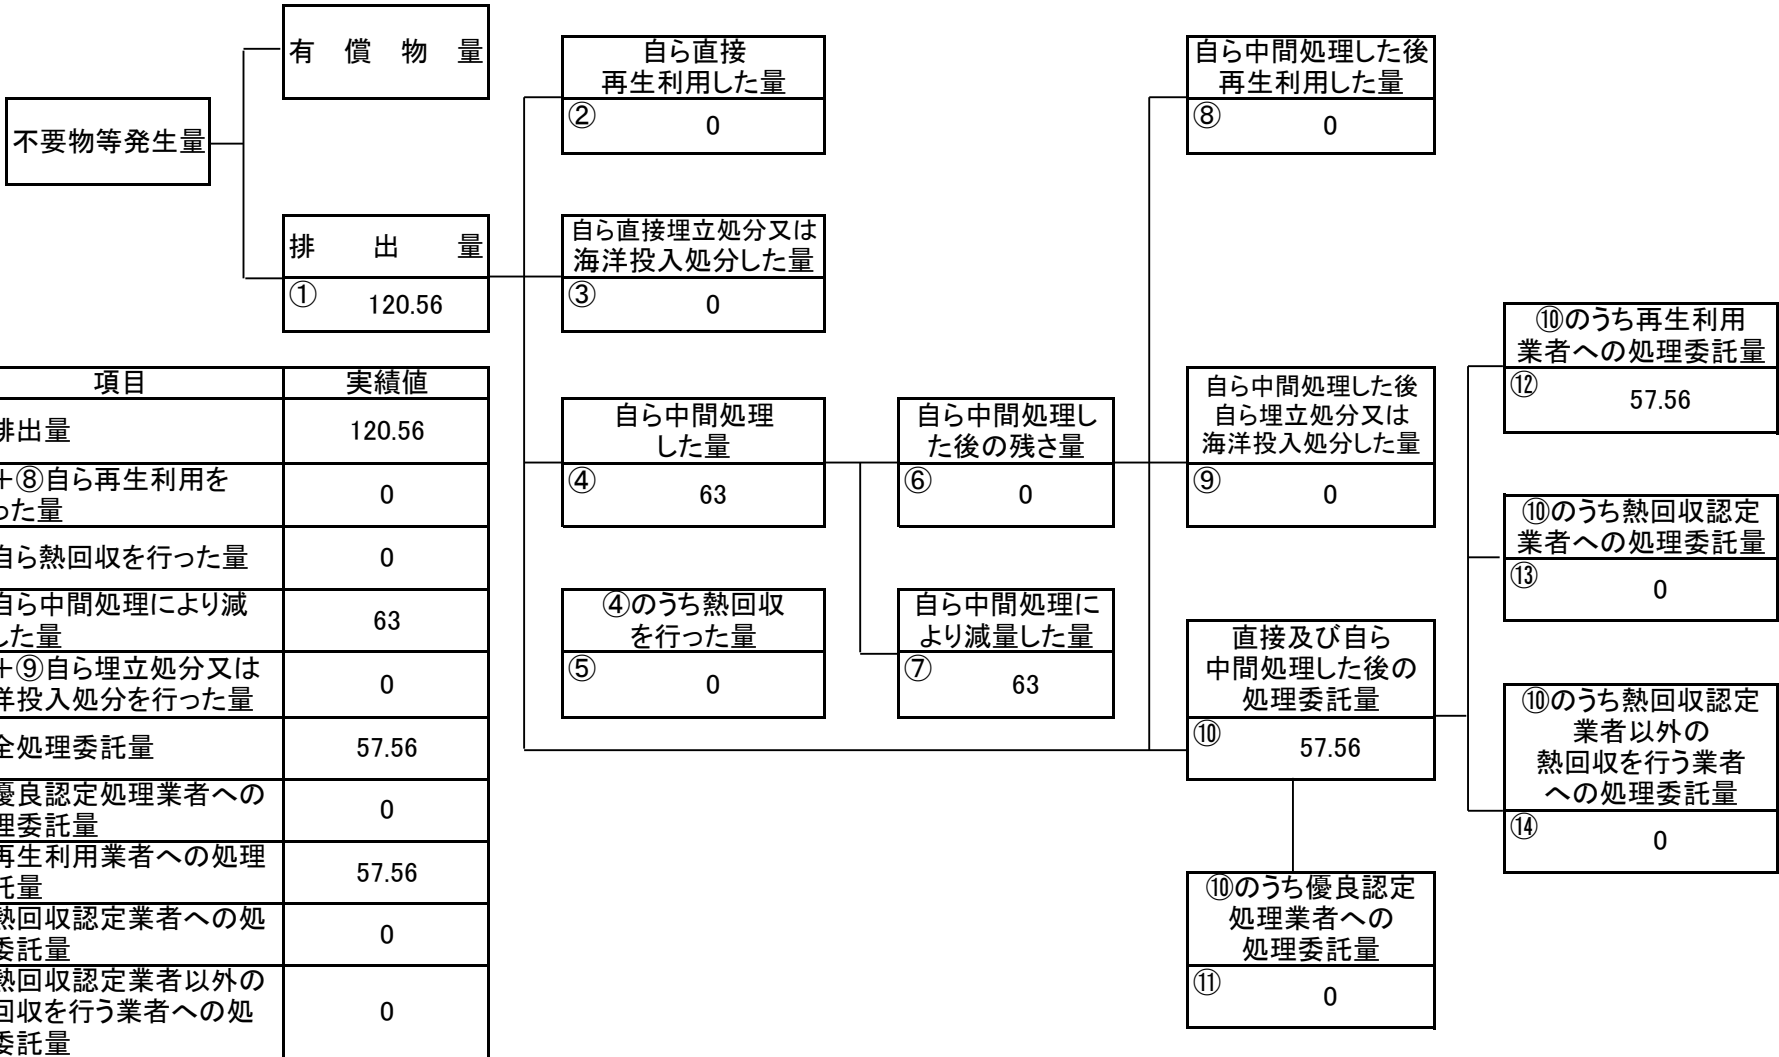 有償物量
不要物等発生量
排出量
① 120.56
自ら直接
再生利用した量
② 0
自ら直接埋立処分又は
海洋投入処分した量
③ 0
自ら中間処理
した量
④ 63
④のうち熱回収
を行った量
⑤ 0
自ら中間処理し
た後の残さ量
⑥ 0
自ら中間処理に
より減量した量
⑦ 63
自ら中間処理した後
再生利用した量
⑧ 0
自ら中間処理した後
自ら埋立処分又は
海洋投入処分した量
⑨ 0
直接及び自ら
中間処理した後の
処理委託量
⑩ 57.56
⑩のうち優良認定
処理業者への
処理委託量
⑪ 0
⑩のうち再生利用
業者への処理委託量
⑫ 57.56
⑩のうち熱回収認定
業者への処理委託量
⑬ 0
⑩のうち熱回収認定
業者以外の
熱回収を行う業者
への処理委託量
⑭ 0
項目 実績値
排出量 120.56
+⑧自ら再生利用を
った量
0
自ら熱回収を行った量 0
自ら中間処理により減
した量
63
+⑨自ら埋立処分又は
洋投入処分を行った量
0
全処理委託量 57.56
優良認定処理業者への
理委託量
0
再生利用業者への処理
託量
57.56
熱回収認定業者への処
委託量
0
熱回収認定業者以外の
回収を行う業者への処
委託量
0